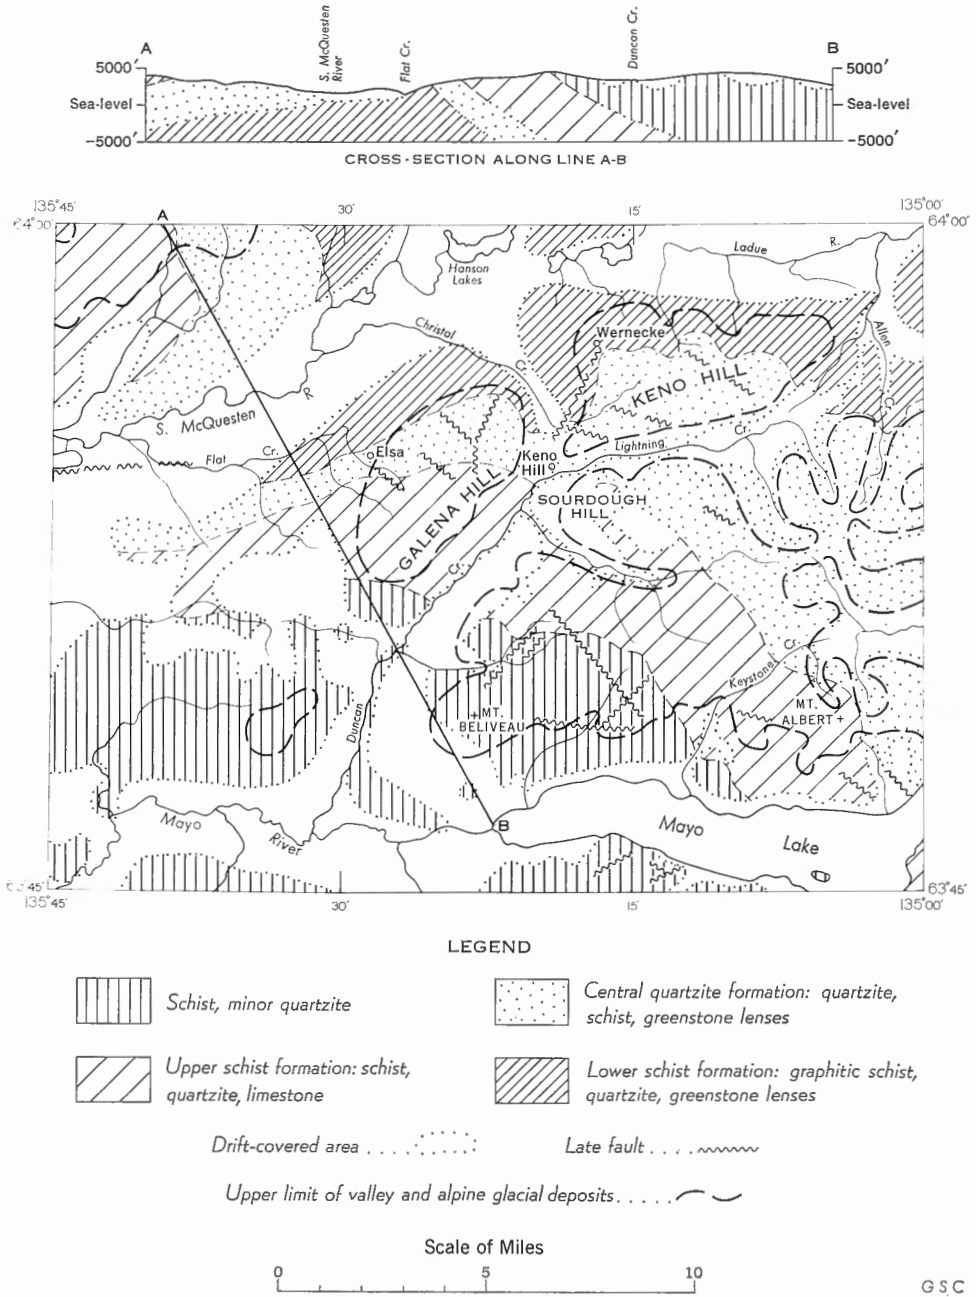 A
S. McQuesten
River
Flat Cr.
Duncan Cr.
B
5000′
5000′
Sea-level
Sea-level
-5000′
-5000′
CROSS-SECTION ALONG LINE A-B
135°45′
A
30′
15′
135°00′
64°00′
64°00′
Ladue
R.
Hanson
Lakes
Christal
Cr.
Wernecke
Allen
Cr.
KENO HILL
S. McQuesten
R.
Flat
Cr.
Elsa
Keno
Hill
Lightning
Cr.
GALENA HILL
SOURDOUGH
HILL
Cr.
Duncan
Keystone
Cr.
MT.
BELIVEAU
MT.
ALBERT
B
Mayo
River
Mayo
Lake
63°45′
135°45′
30′
15′
135°00′
LEGEND
Schist, minor quartzite
Central quartzite formation: quartzite,
schist, greenstone lenses
Upper schist formation: schist,
quartzite, limestone
Lower schist formation: graphitic schist,
quartzite, greenstone lenses
Drift-covered area
Late fault
Upper limit of valley and alpine glacial deposits
Scale of Miles
0
5
10
GSC